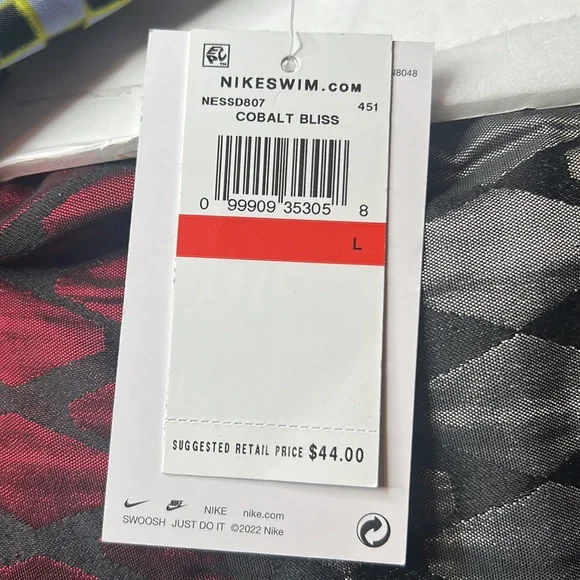 N8048
NIKESWIM.COM
NESSD807 451
COBALT BLISS
0 99909 35305 8
L
SUGGESTED RETAIL PRICE $44.00
NIKE nike.com
SWOOSH JUST DO IT ©2022 Nike